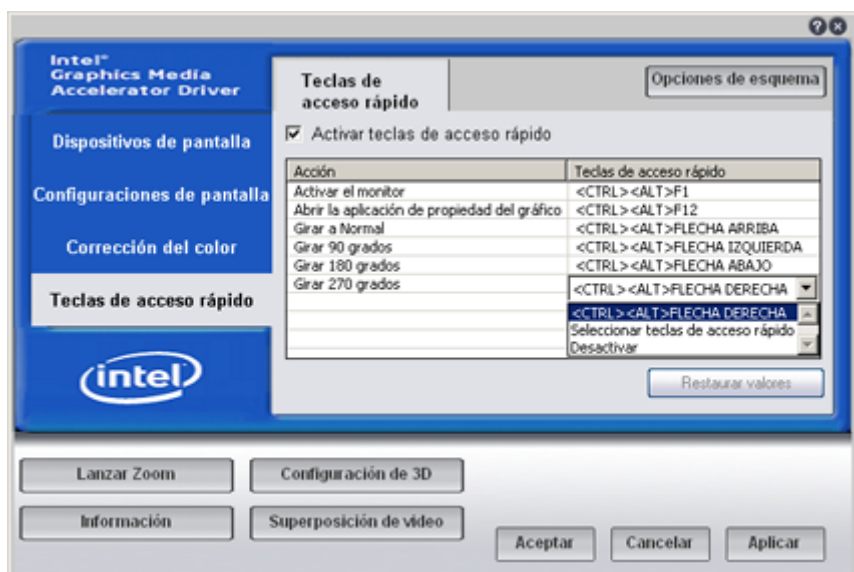 Intel®
Graphics Media
Accelerator Driver
Dispositivos de pantalla
Configuraciones de pantalla
Corrección del color
Teclas de acceso rápido
intel
Teclas de
acceso rápido
Opciones de esquema
Activar teclas de acceso rápido
Acción Teclas de acceso rápido
Activar el monitor <CTRL><ALT>F1
Abrir la aplicación de propiedad del gráfico <CTRL><ALT>F12
Girar a Normal <CTRL><ALT>FLECHA ARRIBA
Girar 90 grados <CTRL><ALT>FLECHA IZQUIERDA
Girar 180 grados <CTRL><ALT>FLECHA ABAJO
Girar 270 grados <CTRL><ALT>FLECHA DERECHA
<CTRL><ALT>FLECHA DERECHA
Seleccionar teclas de acceso rápido
Desactivar
Restaurar valores
Lanzar Zoom
Configuración de 3D
Información
Superposición de vídeo
Aceptar
Cancelar
Aplicar